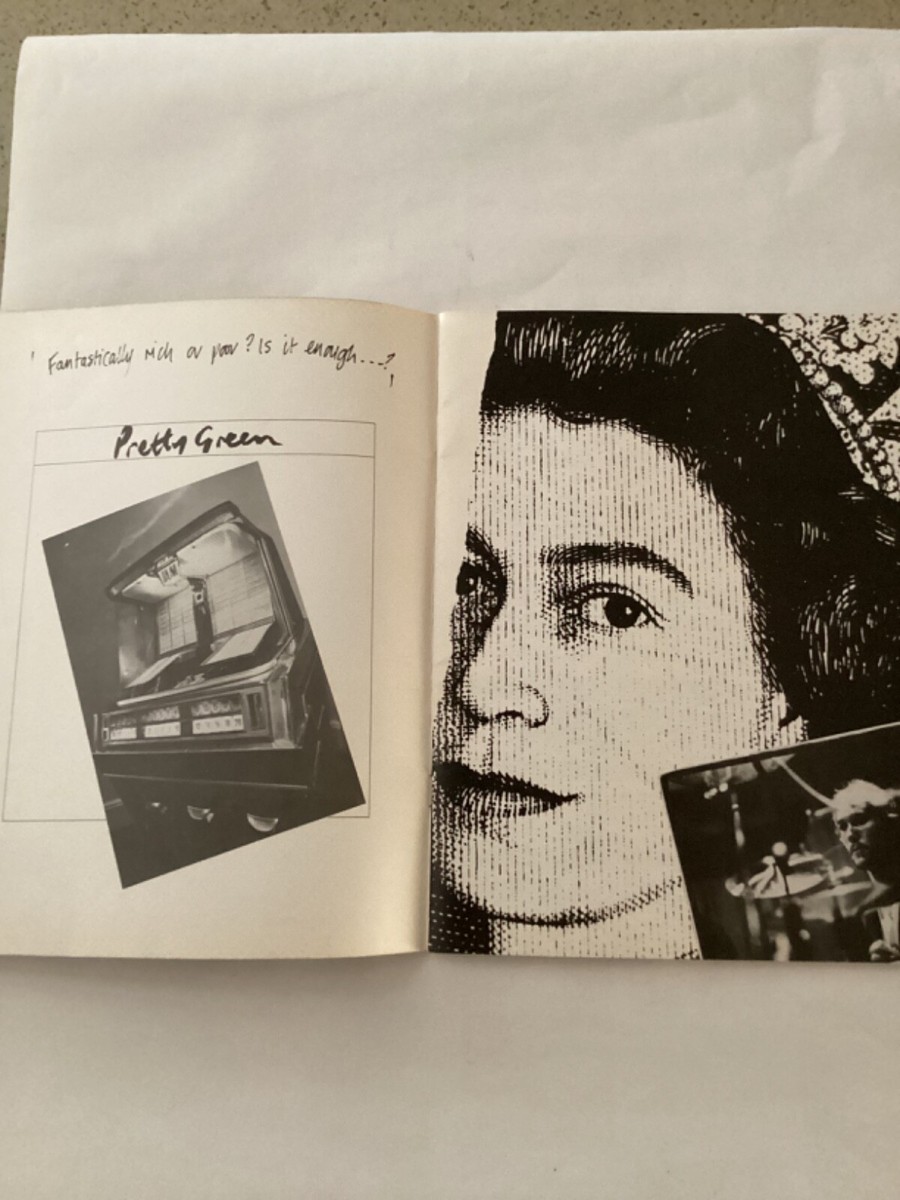 ' Fantastically rich or poor ? Is it enough . . . ? '
Pretty Green